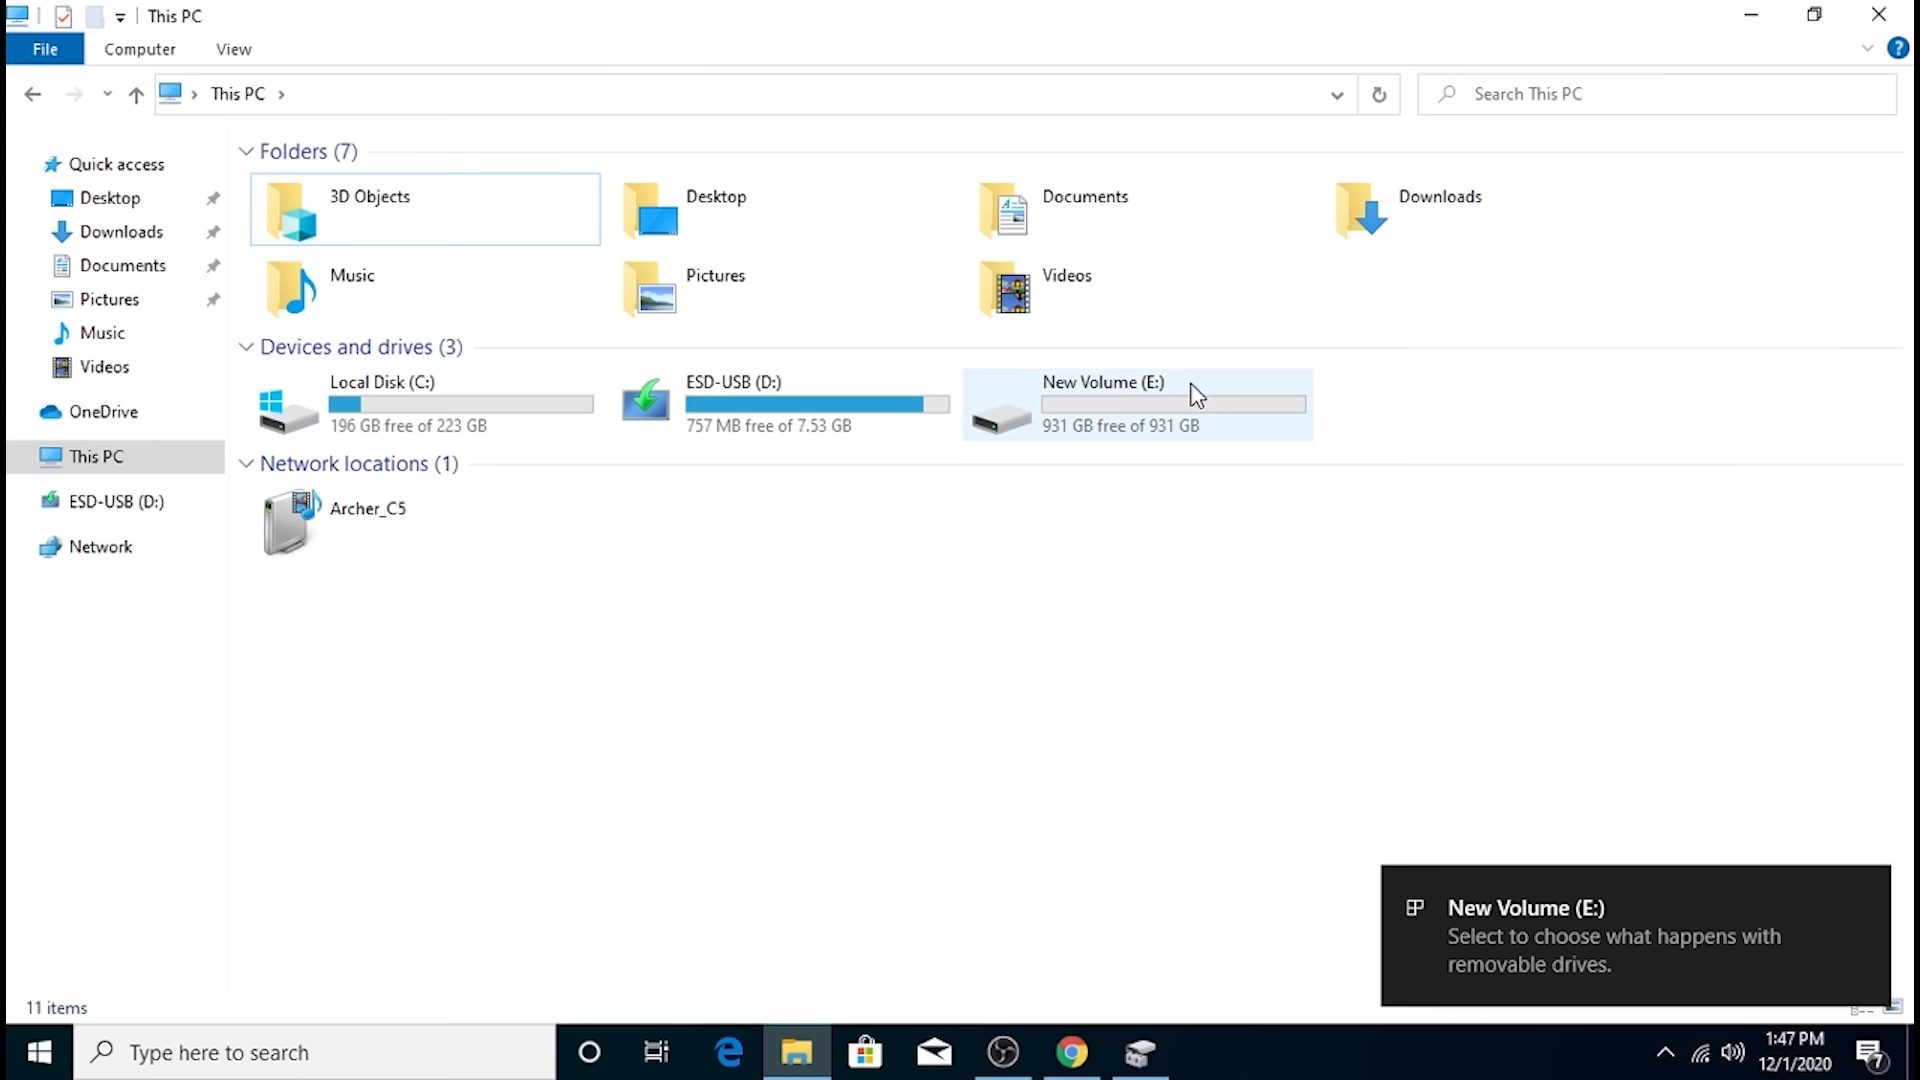 This PC
File
Computer
View
This PC
Search This PC
Quick access
Desktop
Downloads
Documents
Pictures
Music
Videos
OneDrive
This PC
ESD-USB (D:)
Network
Folders (7)
3D Objects
Desktop
Documents
Downloads
Music
Pictures
Videos
Devices and drives (3)
Local Disk (C:)
196 GB free of 223 GB
ESD-USB (D:)
757 MB free of 7.53 GB
New Volume (E:)
931 GB free of 931 GB
Network locations (1)
Archer_C5
New Volume (E:)
Select to choose what happens with
removable drives.
11 items
Type here to search
1:47 PM
12/1/2020
7